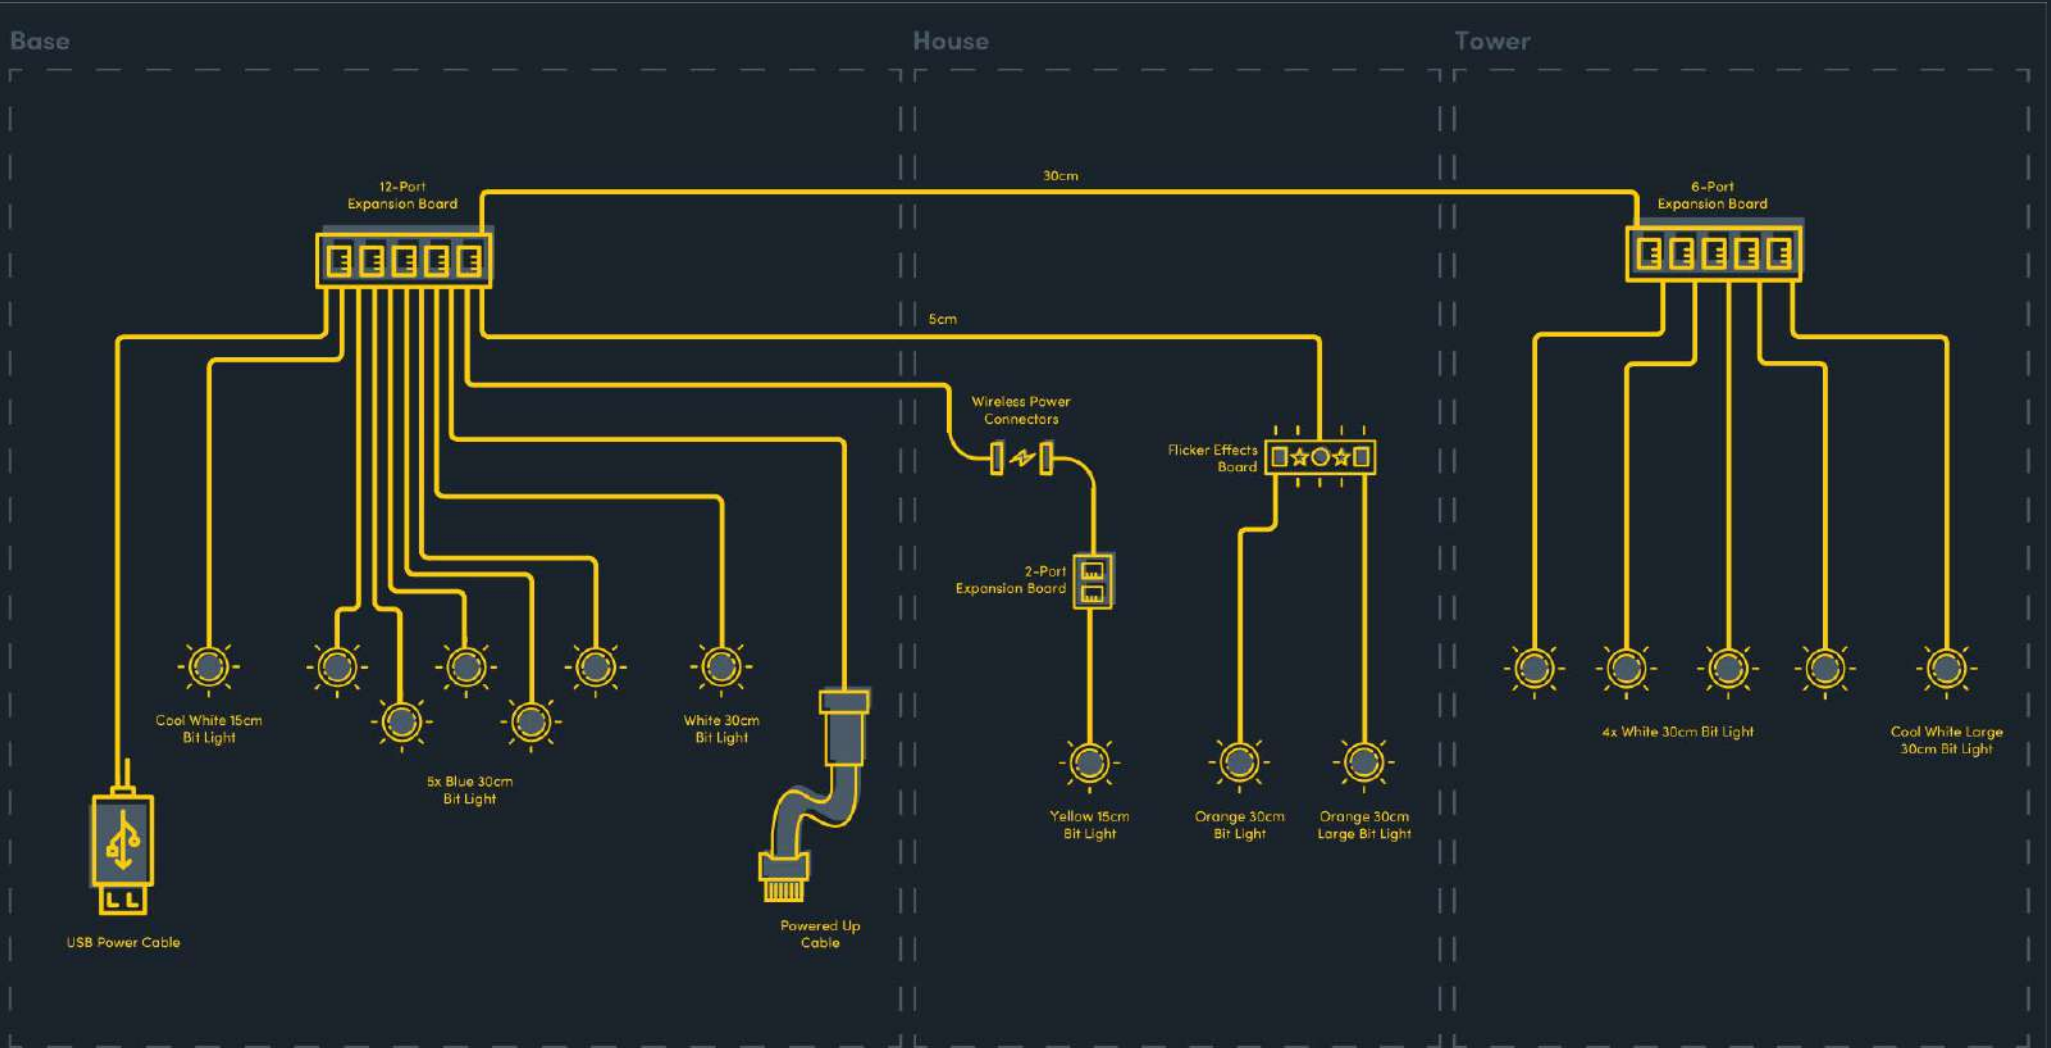 Base
House
Tower
30cm
12-Port
Expansion Board
6-Port
Expansion Board
5cm
Wireless Power
Connectors
Flicker Effects
Board
2-Port
Expansion Board
Cool White 15cm
Bit Light
White 30cm
Bit Light
4x White 30cm Bit Light
Cool White Large
30cm Bit Light
5x Blue 30cm
Bit Light
Yellow 15cm
Bit Light
Orange 30cm
Bit Light
Orange 30cm
Large Bit Light
USB Power Cable
Powered Up
Cable